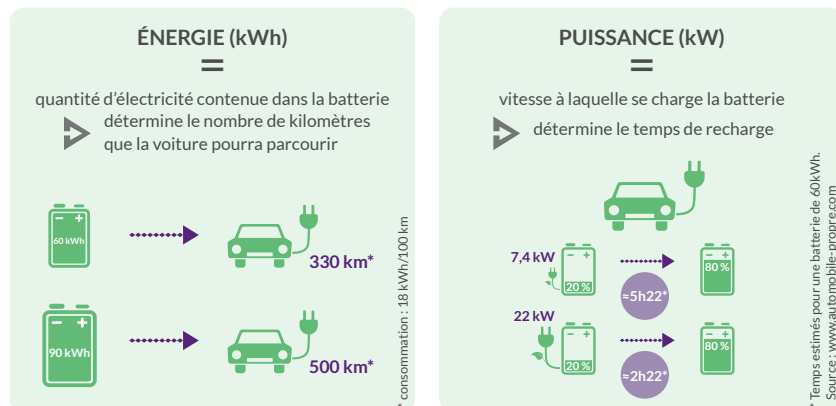 ÉNERGIE (kWh)
=
quantité d'électricité contenue dans la batterie
détermine le nombre de kilomètres
que la voiture pourra parcourir
60 kWh
330 km*
90 kWh
500 km*
* consommation : 18 kWh/100 km
PUISSANCE (kW)
=
vitesse à laquelle se charge la batterie
détermine le temps de recharge
7,4 kW
20 %
≈5h22*
80 %
22 kW
20 %
≈2h22*
80 %
* Temps estimés pour une batterie de 60kWh.
Source : www.automobile-propre.com